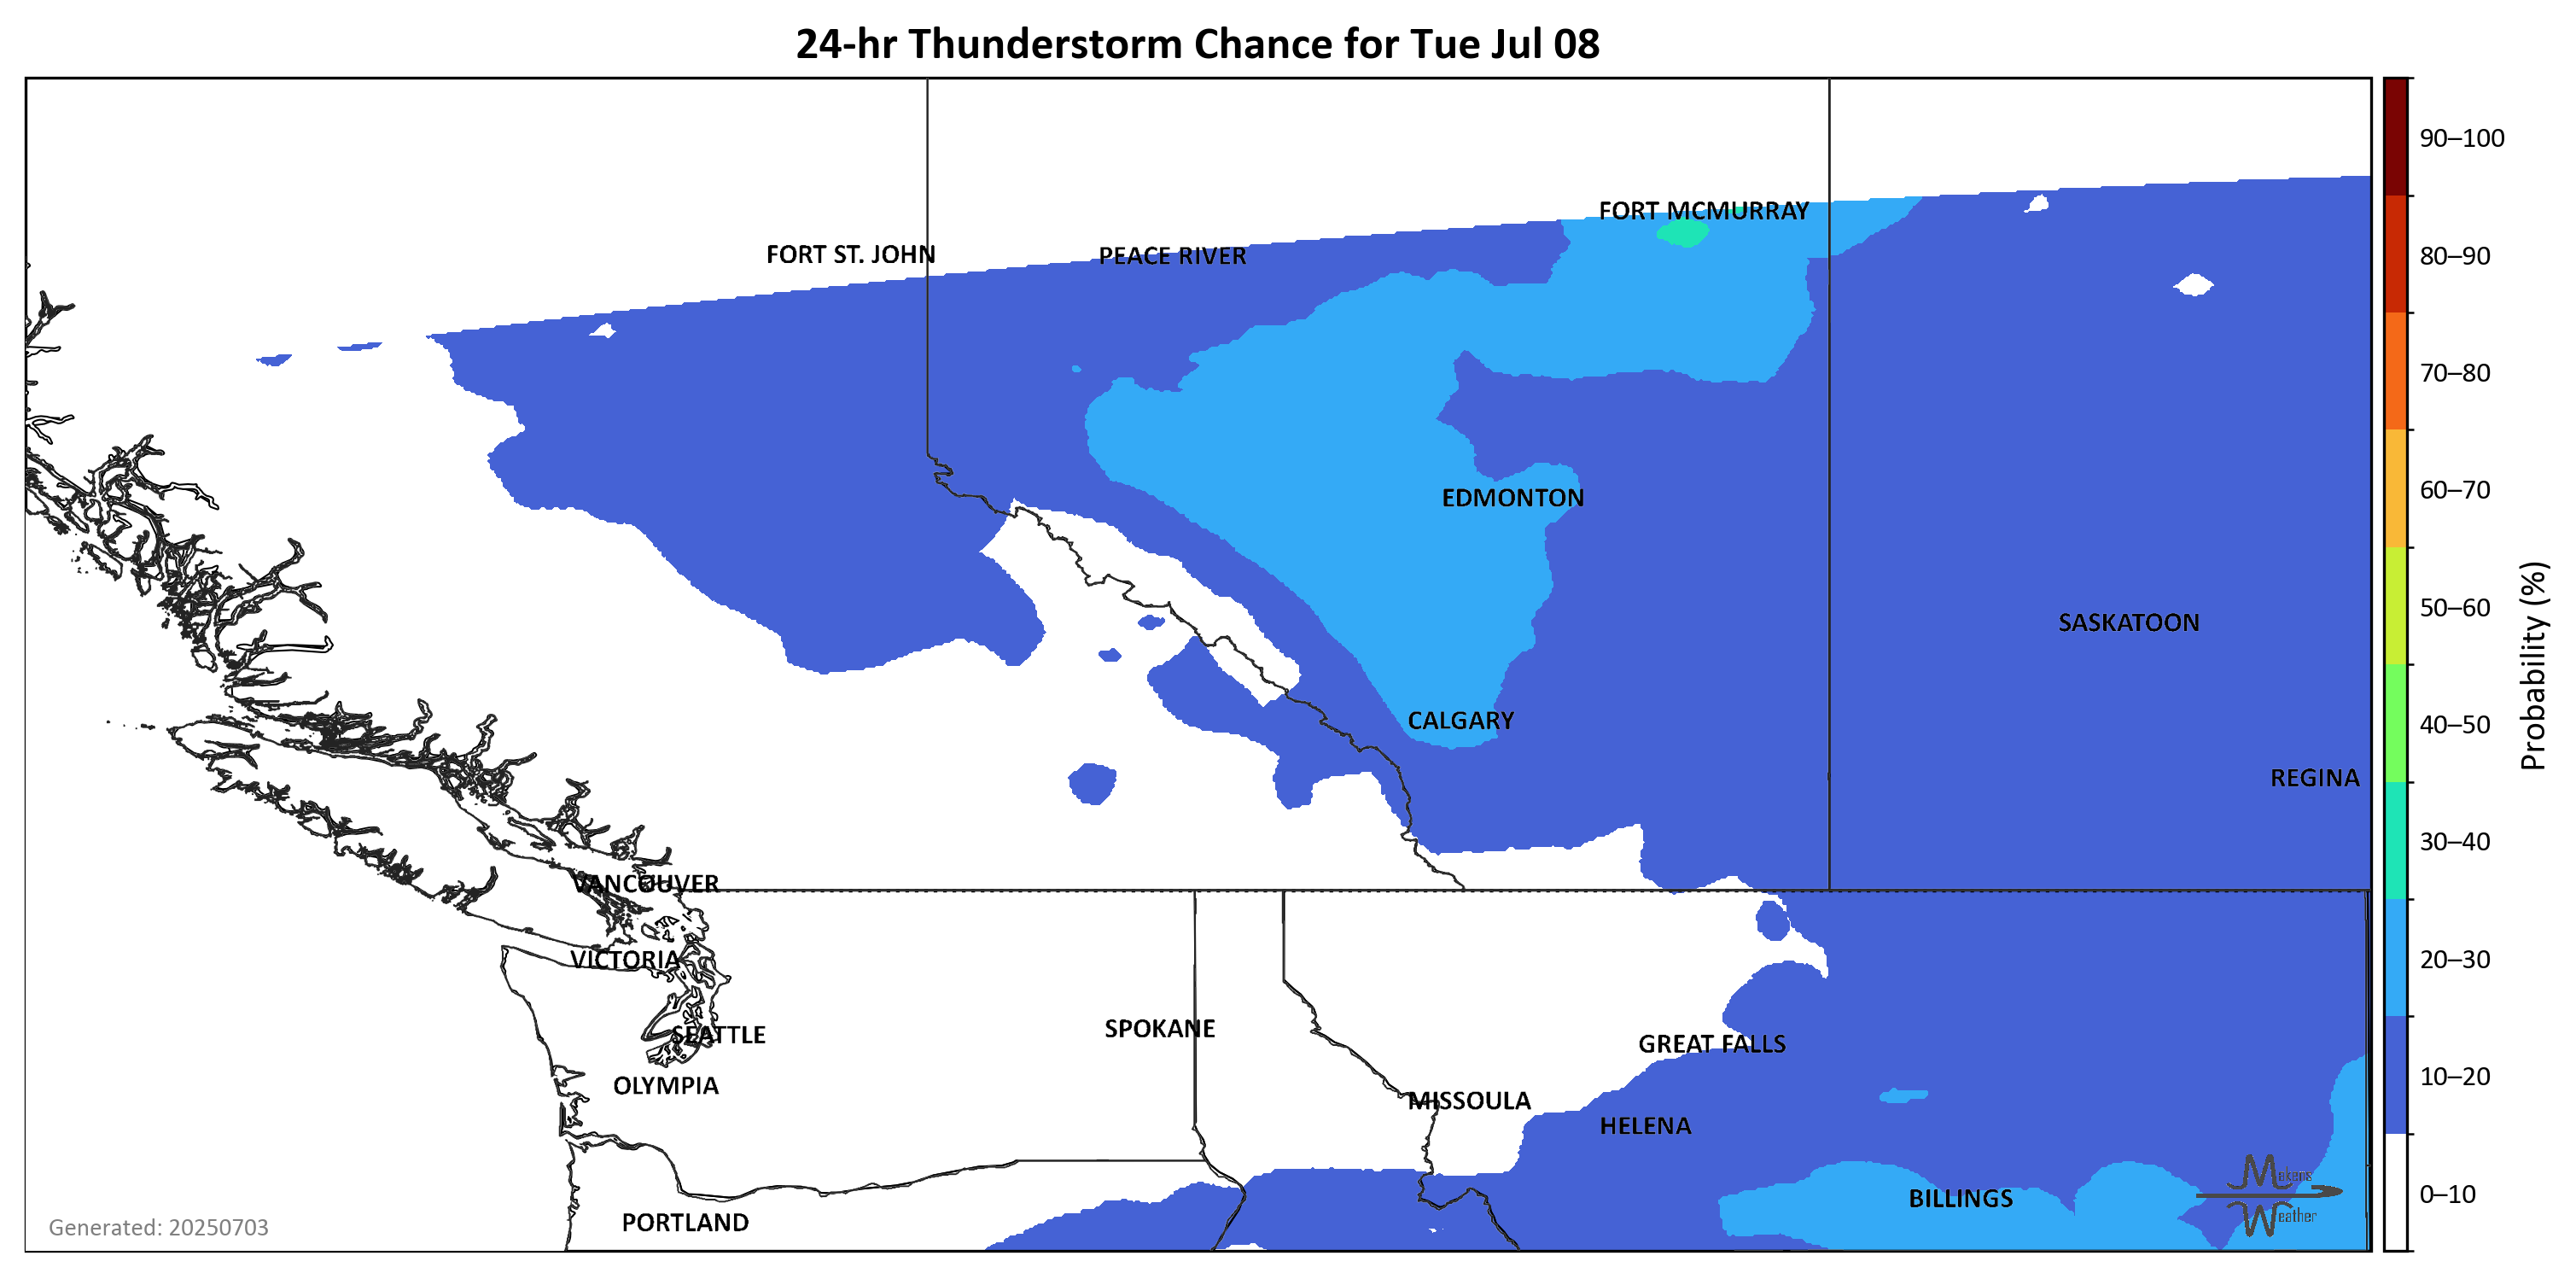 24-hr Thunderstorm Chance for Tue Jul 08
90–100
FORT MCMURRAY
FORT ST. JOHN
PEACE RIVER
80–90
70–80
EDMONTON
60–70
SASKATOON
50–60
CALGARY
40–50
Probability (%)
REGINA
30–40
VANCOUVER
VICTORIA
20–30
SPOKANE
SEATTLE
GREAT FALLS
OLYMPIA
10–20
MISSOULA
HELENA
Mekens
Weather
0–10
BILLINGS
PORTLAND
Generated: 20250703